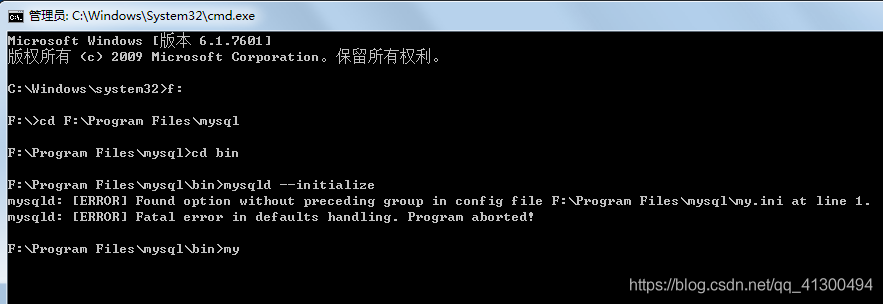 管理员: C:\Windows\System32\cmd.exe
Microsoft Windows [版本 6.1.7601]
版权所有 (c) 2009 Microsoft Corporation。保留所有权利。
C:\Windows\system32>f:
F:\>cd F:\Program Files\mysql
F:\Program Files\mysql>cd bin
F:\Program Files\mysql\bin>mysqld --initialize
mysqld: [ERROR] Found option without preceding group in config file F:\Program Files\mysql\my.ini at line 1.
mysqld: [ERROR] Fatal error in defaults handling. Program aborted!
F:\Program Files\mysql\bin>my
https://blog.csdn.net/qq_41300494